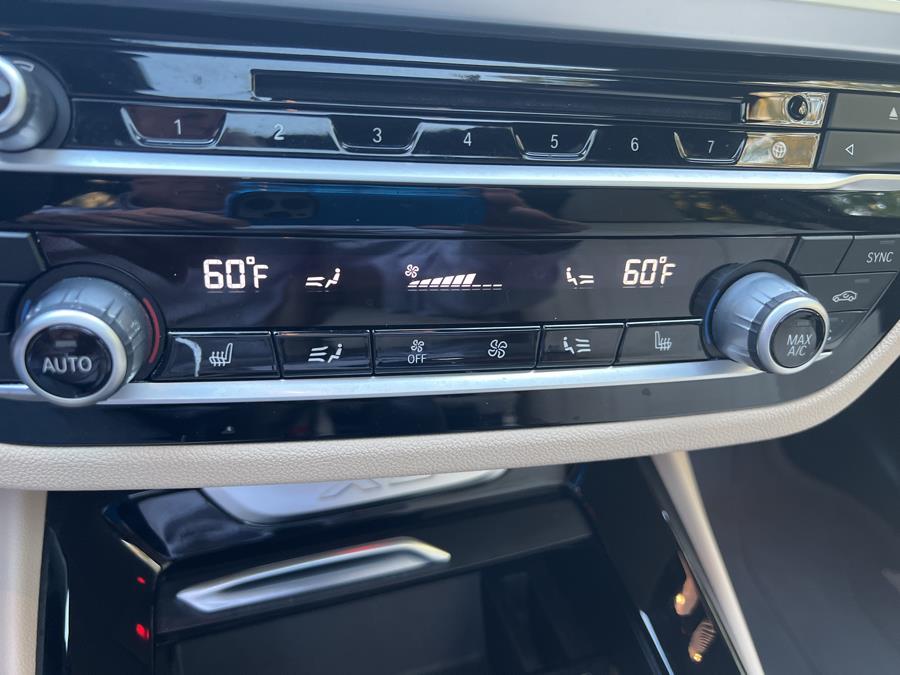 1 2 3 4 5 6 7
60°F 60°F SYNC
AUTO OFF MAX
A/C